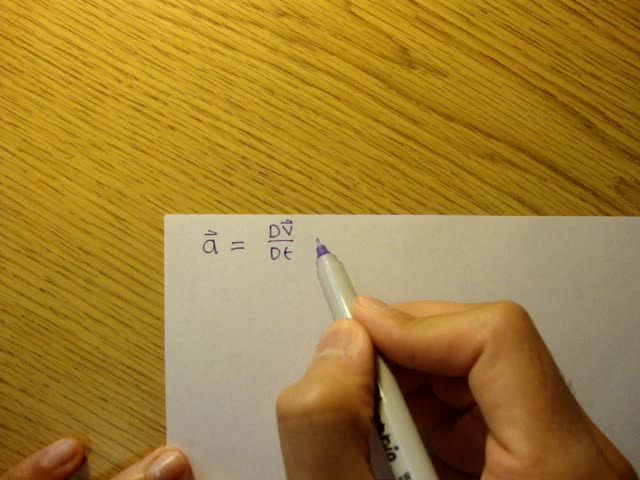 a⃗ = Dv⃗/Dt